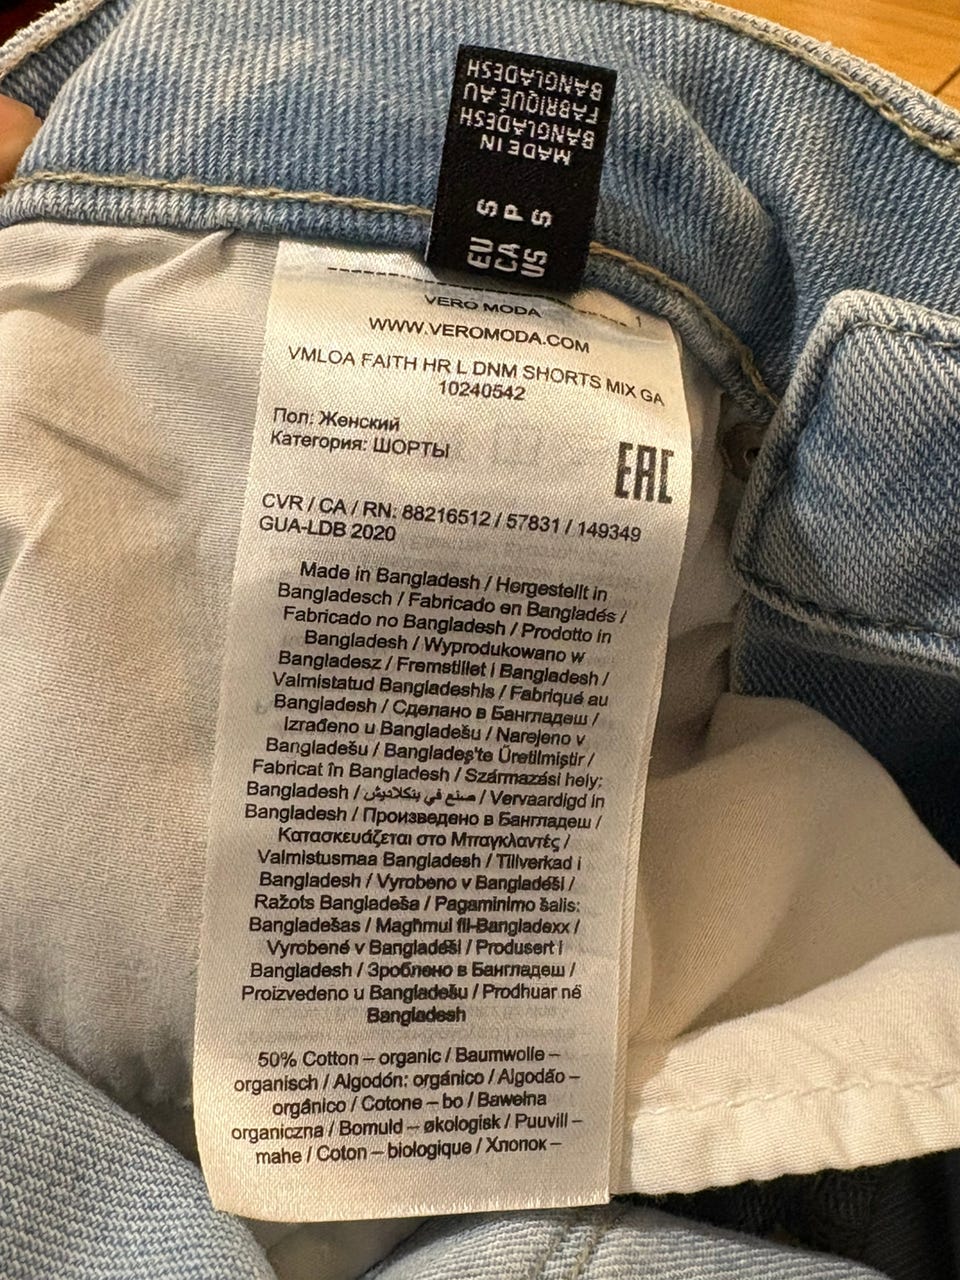 MADE IN
BANGLADESH
FABRIQUÉ AU
BANGLADESH
EU S
CA P
US S
VERO MODA
1
WWW.VEROMODA.COM
VMLOA FAITH HR L DNM SHORTS MIX GA
10240542
Пол: Женский
Категория: ШОРТЫ
EAC
CVR / CA / RN: 88216512 / 57831 / 149349
GUA-LDB 2020
Made in Bangladesh / Hergestellt in
Bangladesch / Fabricado en Bangladés /
Fabricado no Bangladesh / Prodotto in
Bangladesh / Wyprodukowano w
Bangladesz / Fremstillet i Bangladesh /
Valmistatud Bangladeshis / Fabriqué au
Bangladesh / Сделано в Бангладеш /
Izrađeno u Bangladešu / Narejeno v
Bangladešu / Bangladeş'te Üretilmiştir /
Fabricat în Bangladesh / Származási hely:
Bangladesh / صنع في بنكلاديش / Vervaardigd in
Bangladesh / Произведено в Бангладеш /
Κατασκευάζεται στο Μπαγκλαντές /
Valmistusmaa Bangladesh / Tillverkad i
Bangladesh / Vyrobeno v Bangladéši /
Ražots Bangladeša / Pagaminimo šalis:
Bangladešas / Magħmul fil-Bangladexx /
Vyrobené v Bangladéši / Produsert i
Bangladesh / Зроблено в Бангладеш /
Proizvedeno u Bangladešu / Prodhuar në
Bangladesh
50% Cotton – organic / Baumwolle –
organisch / Algodón: orgánico / Algodão –
orgânico / Cotone – bo / Bawełna
organiczna / Bomuld – økologisk / Puuvill –
mahe / Coton – biologique / Хлопок –